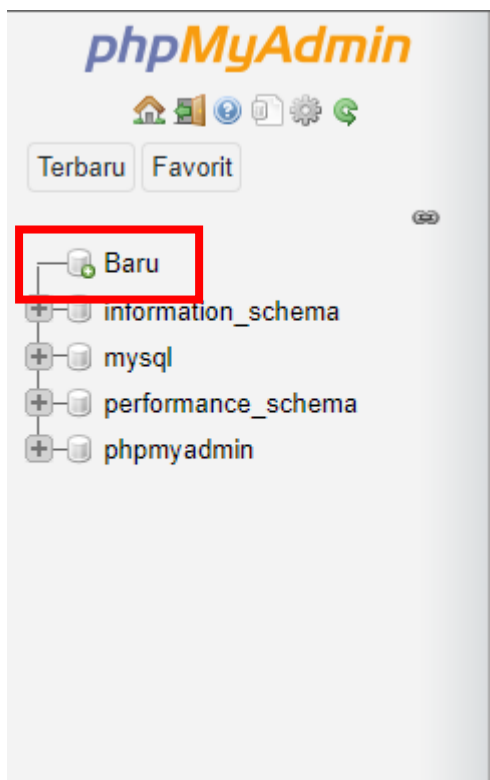 phpMyAdmin
Terbaru Favorit
Baru
information_schema
mysql
performance_schema
phpmyadmin